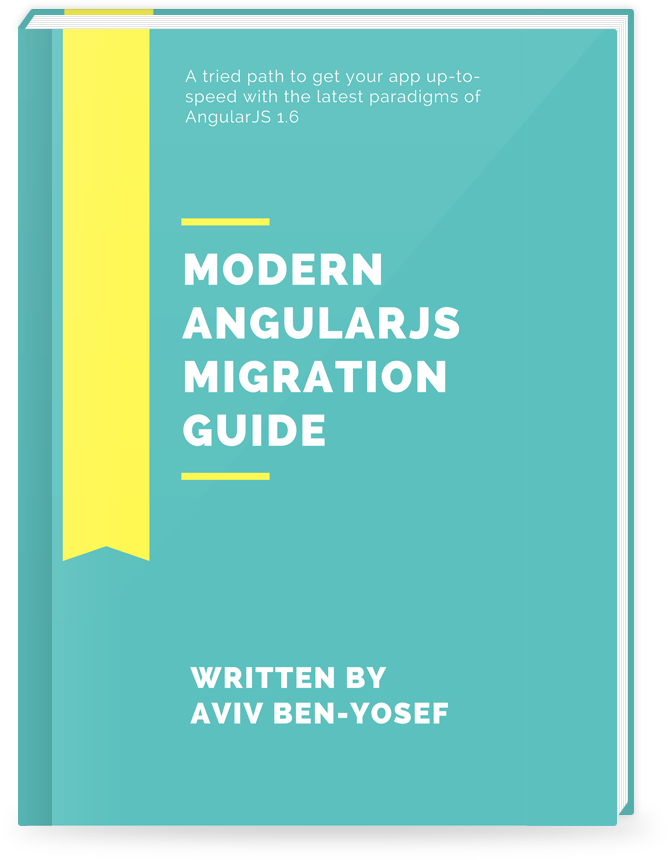 A tried path to get your app up-to-
speed with the latest paradigms of
AngularJS 1.6
MODERN
ANGULARJS
MIGRATION
GUIDE
WRITTEN BY
AVIV BEN-YOSEF